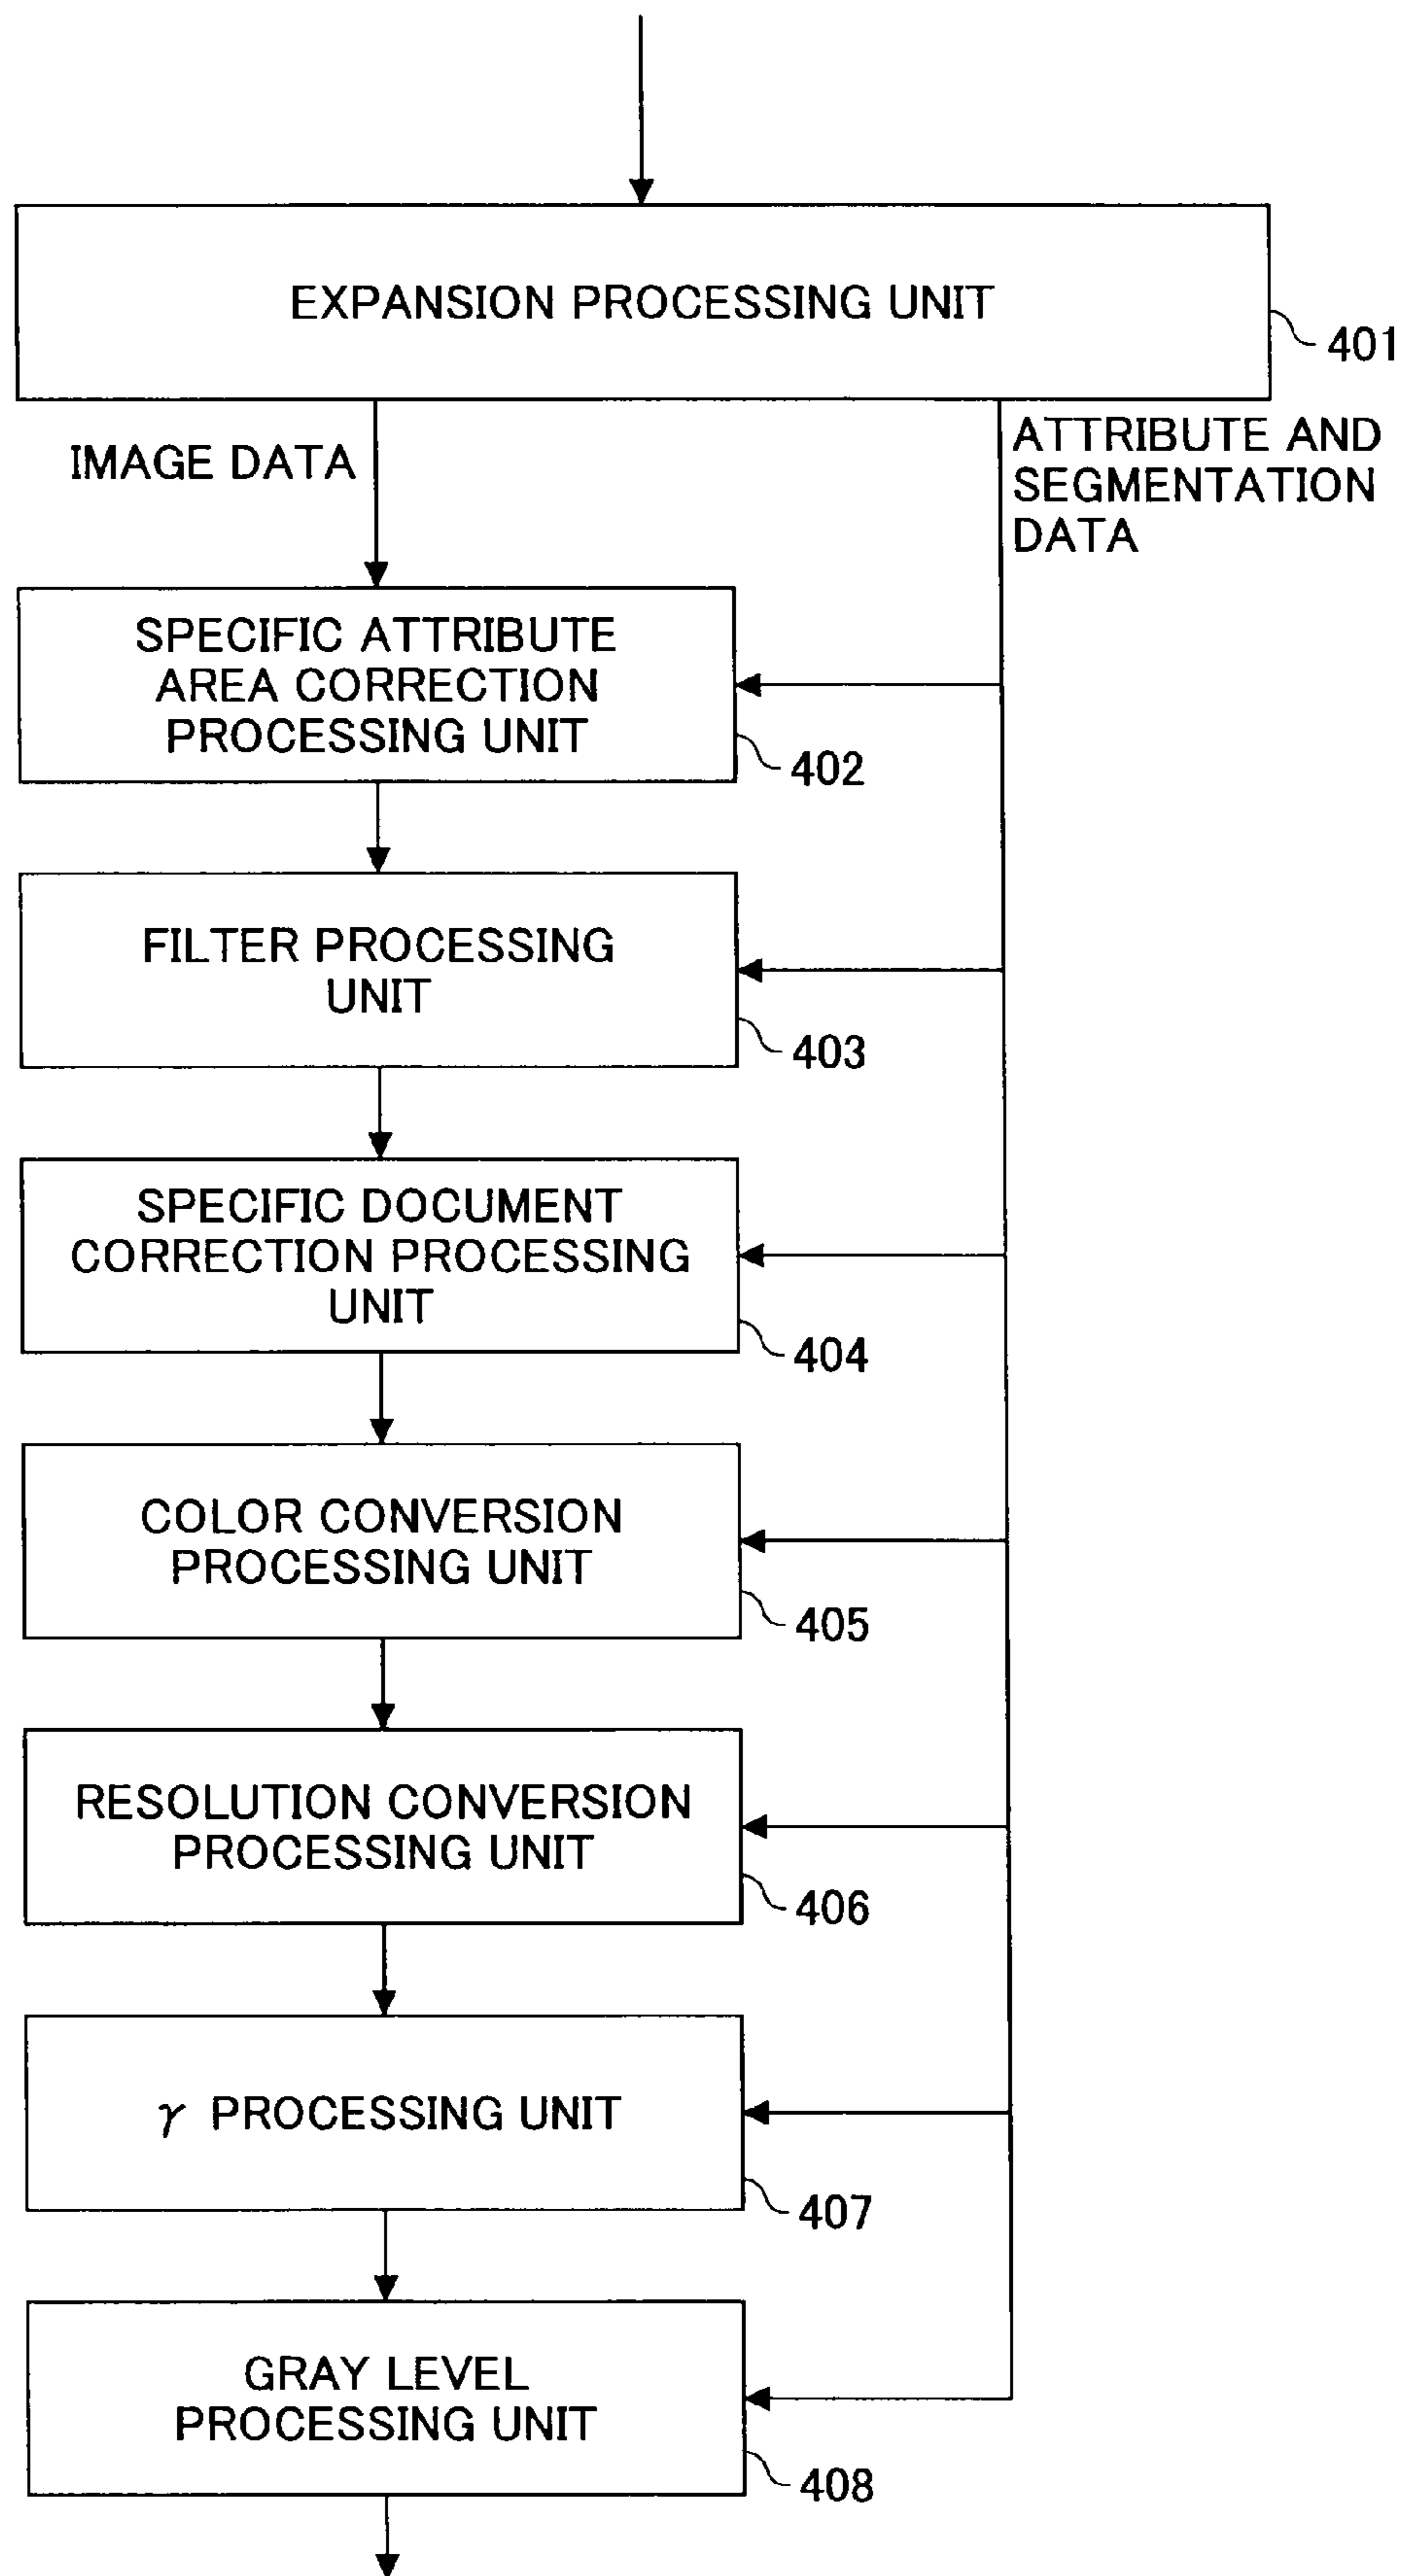 EXPANSION PROCESSING UNIT
401
IMAGE DATA
ATTRIBUTE AND
SEGMENTATION
DATA
SPECIFIC ATTRIBUTE
AREA CORRECTION
PROCESSING UNIT
402
FILTER PROCESSING
UNIT
403
SPECIFIC DOCUMENT
CORRECTION PROCESSING
UNIT
404
COLOR CONVERSION
PROCESSING UNIT
405
RESOLUTION CONVERSION
PROCESSING UNIT
406
γ PROCESSING UNIT
407
GRAY LEVEL
PROCESSING UNIT
408